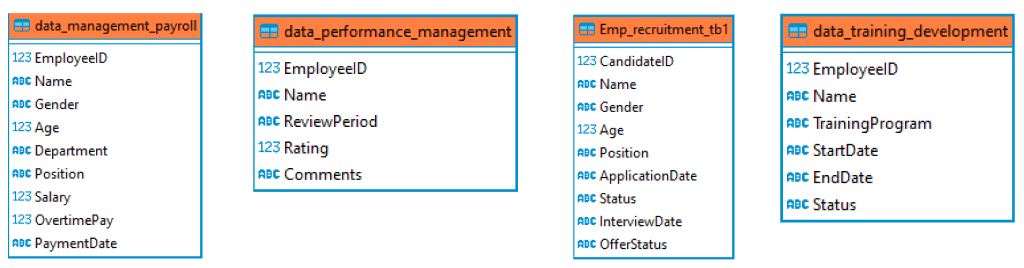 data_management_payroll
123 EmployeeID
ABC Name
ABC Gender
123 Age
ABC Department
ABC Position
123 Salary
123 OvertimePay
ABC PaymentDate
data_performance_management
123 EmployeeID
ABC Name
ABC ReviewPeriod
123 Rating
ABC Comments
Emp_recruitment_tb1
123 CandidateID
ABC Name
ABC Gender
123 Age
ABC Position
ABC ApplicationDate
ABC Status
ABC InterviewDate
ABC OfferStatus
data_training_development
123 EmployeeID
ABC Name
ABC TrainingProgram
ABC StartDate
ABC EndDate
ABC Status